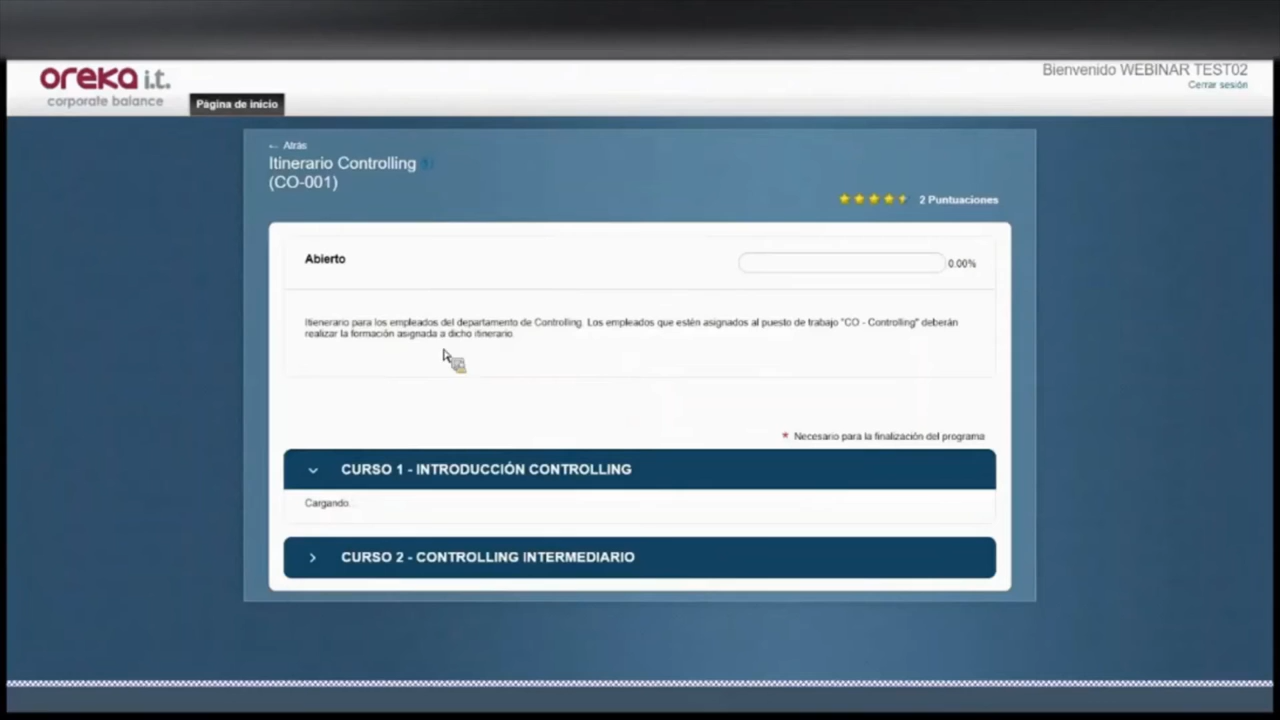 oreka i.t.
corporate balance
Página de inicio
Bienvenido WEBINAR TEST02
Cerrar sesión
← Atrás
Itinerario Controlling
(CO-001)
2 Puntuaciones
Abierto
0.00%
Itienerario para los empleados del departamento de Controlling. Los empleados que estén asignados al puesto de trabajo "CO - Controlling" deberán
realizar la formación asignada a dicho itinerario.
* Necesario para la finalización del programa
CURSO 1 - INTRODUCCIÓN CONTROLLING
Cargando...
CURSO 2 - CONTROLLING INTERMEDIARIO